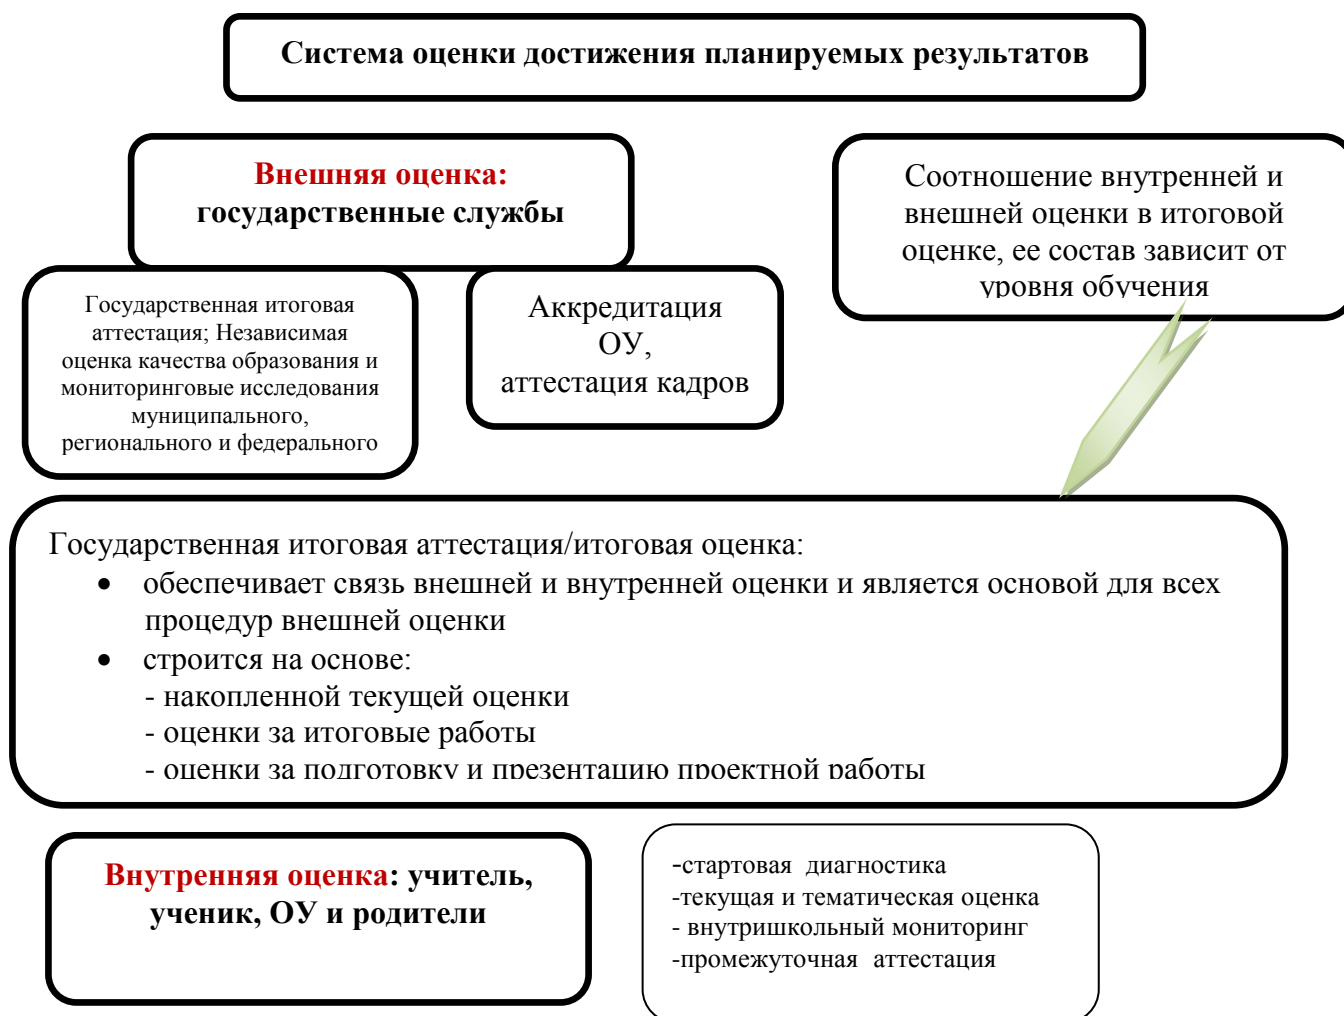 Система оценки достижения планируемых результатов
Внешняя оценка:
государственные службы
Соотношение внутренней и
внешней оценки в итоговой
оценке, ее состав зависит от
уровня обучения
Государственная итоговая
аттестация; Независимая
оценка качества образования и
мониторинговые исследования
муниципального,
регионального и федерального
Аккредитация
ОУ,
аттестация кадров
Государственная итоговая аттестация/итоговая оценка:
• обеспечивает связь внешней и внутренней оценки и является основой для всех
процедур внешней оценки
• строится на основе:
- накопленной текущей оценки
- оценки за итоговые работы
- оценки за подготовку и презентацию проектной работы
Внутренняя оценка: учитель,
ученик, ОУ и родители
-стартовая диагностика
-текущая и тематическая оценка
- внутришкольный мониторинг
-промежуточная аттестация